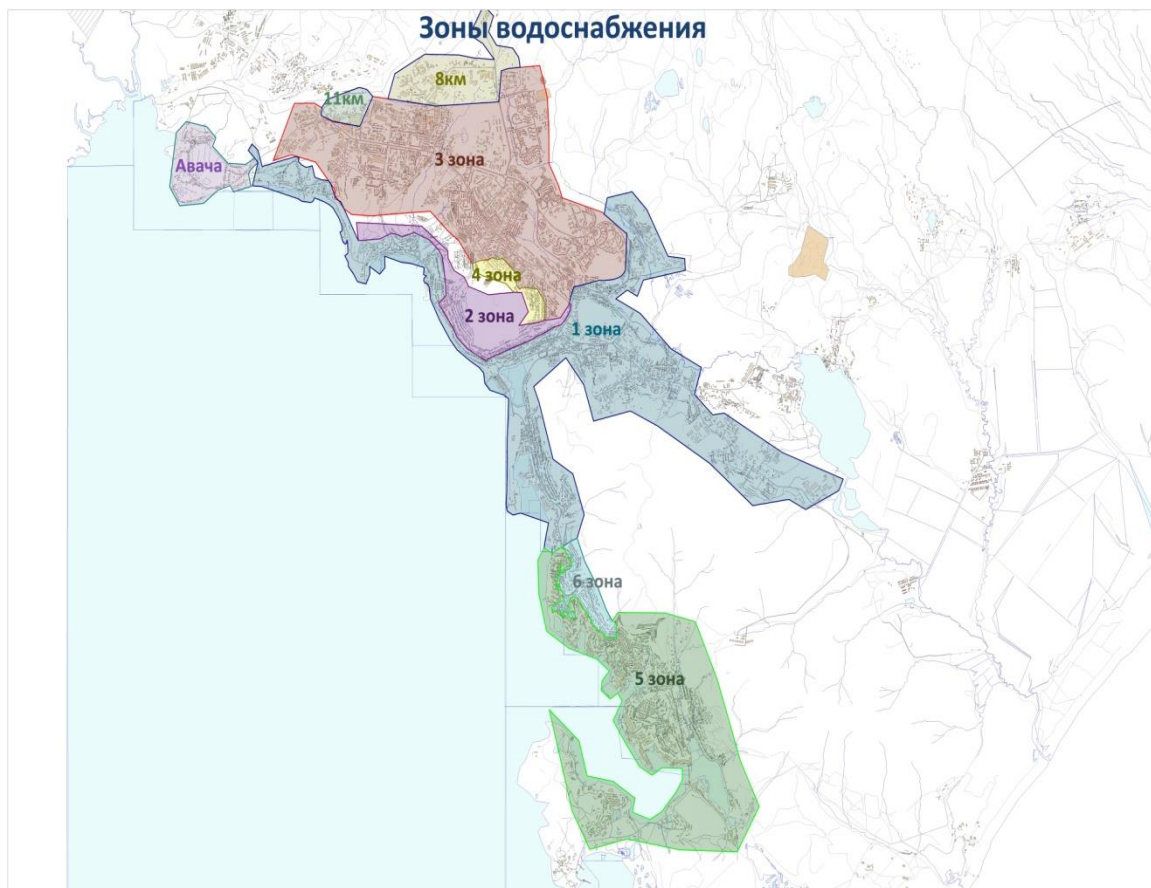 Зоны водоснабжения
8км
11км
3 зона
Авача
4 зона
2 зона
1 зона
6 зона
5 зона